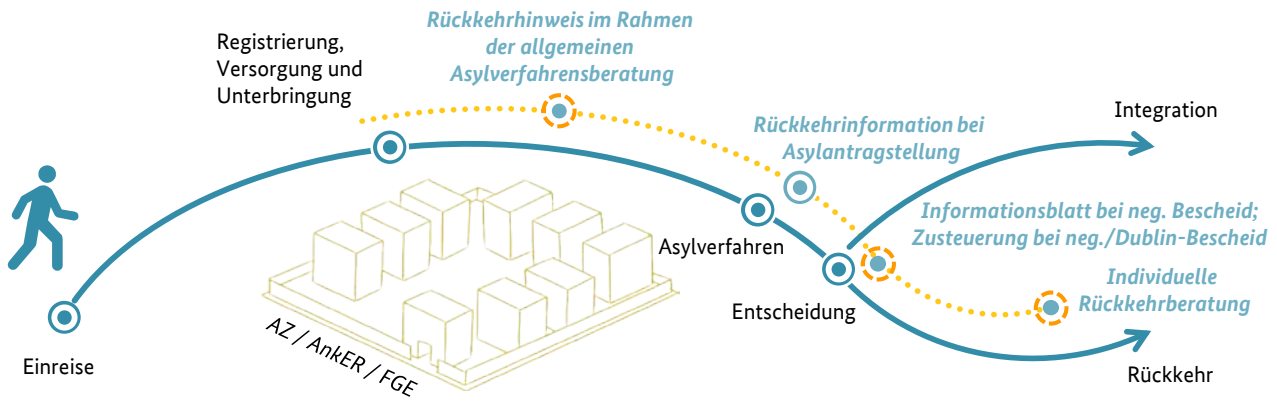 Rückkehrhinweis im Rahmen
der allgemeinen
Asylverfahrensberatung
Registrierung,
Versorgung und
Unterbringung
Integration
Rückkehrinformation bei
Asylantragstellung
Informationsblatt bei neg. Bescheid;
Zusteuerung bei neg./Dublin-Bescheid
Asylverfahren
Individuelle
Rückkehrberatung
Entscheidung
AZ / AnkER / FGE
Einreise
Rückkehr